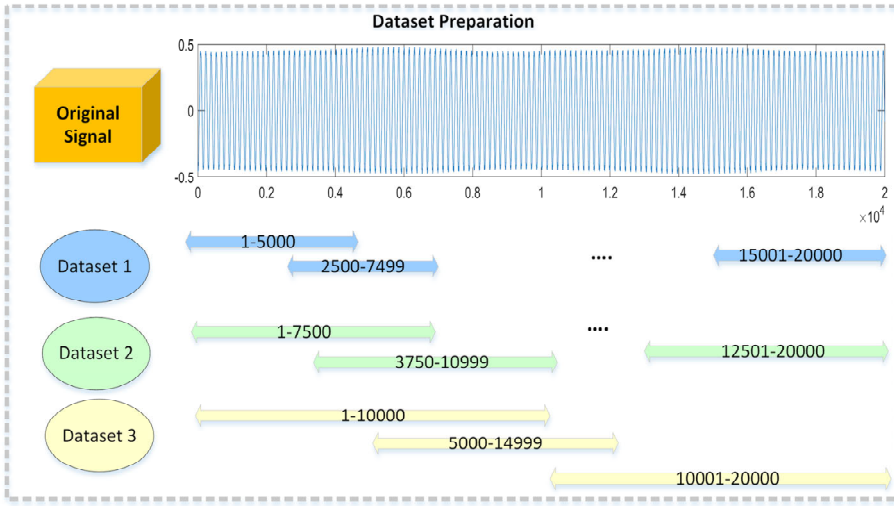 Dataset Preparation
Original
Signal
0.5
0
-0.5
0 0.2 0.4 0.6 0.8 1 1.2 1.4 1.6 1.8 2
×10⁴
Dataset 1
1-5000
2500-7499
....
15001-20000
Dataset 2
1-7500
3750-10999
....
12501-20000
Dataset 3
1-10000
5000-14999
10001-20000